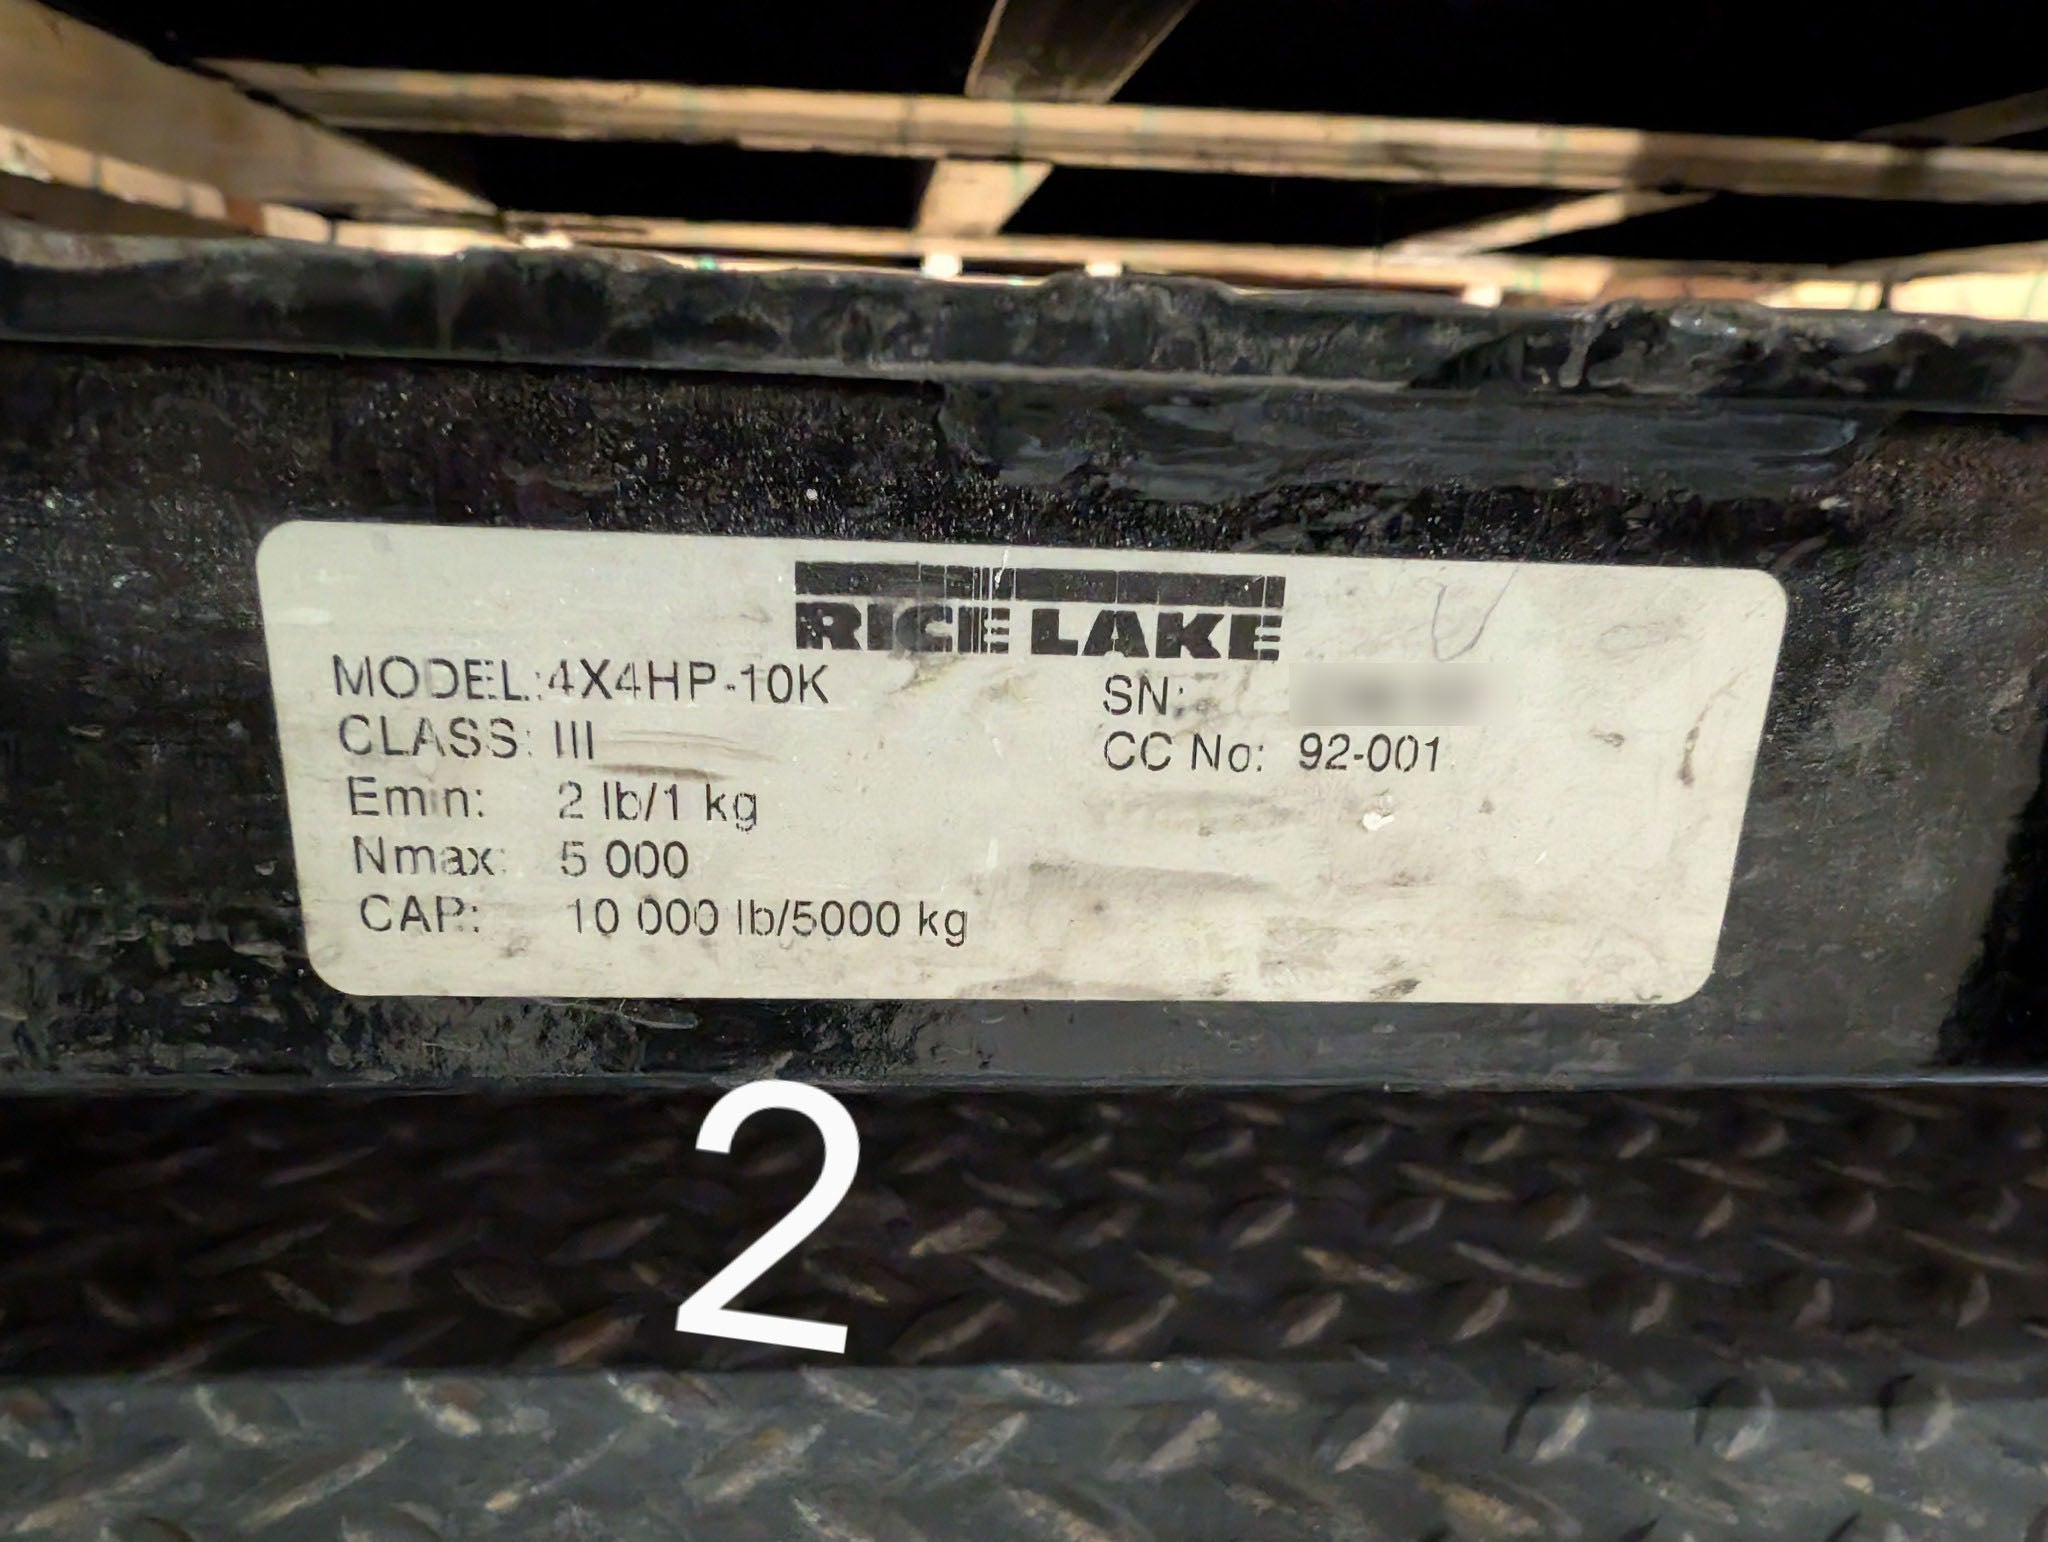 RICE LAKE
MODEL: 4X4HP-10K
SN:
CLASS: III
CC No: 92-001
Emin: 2 lb/1 kg
Nmax: 5 000
CAP: 10 000 lb/5000 kg
2